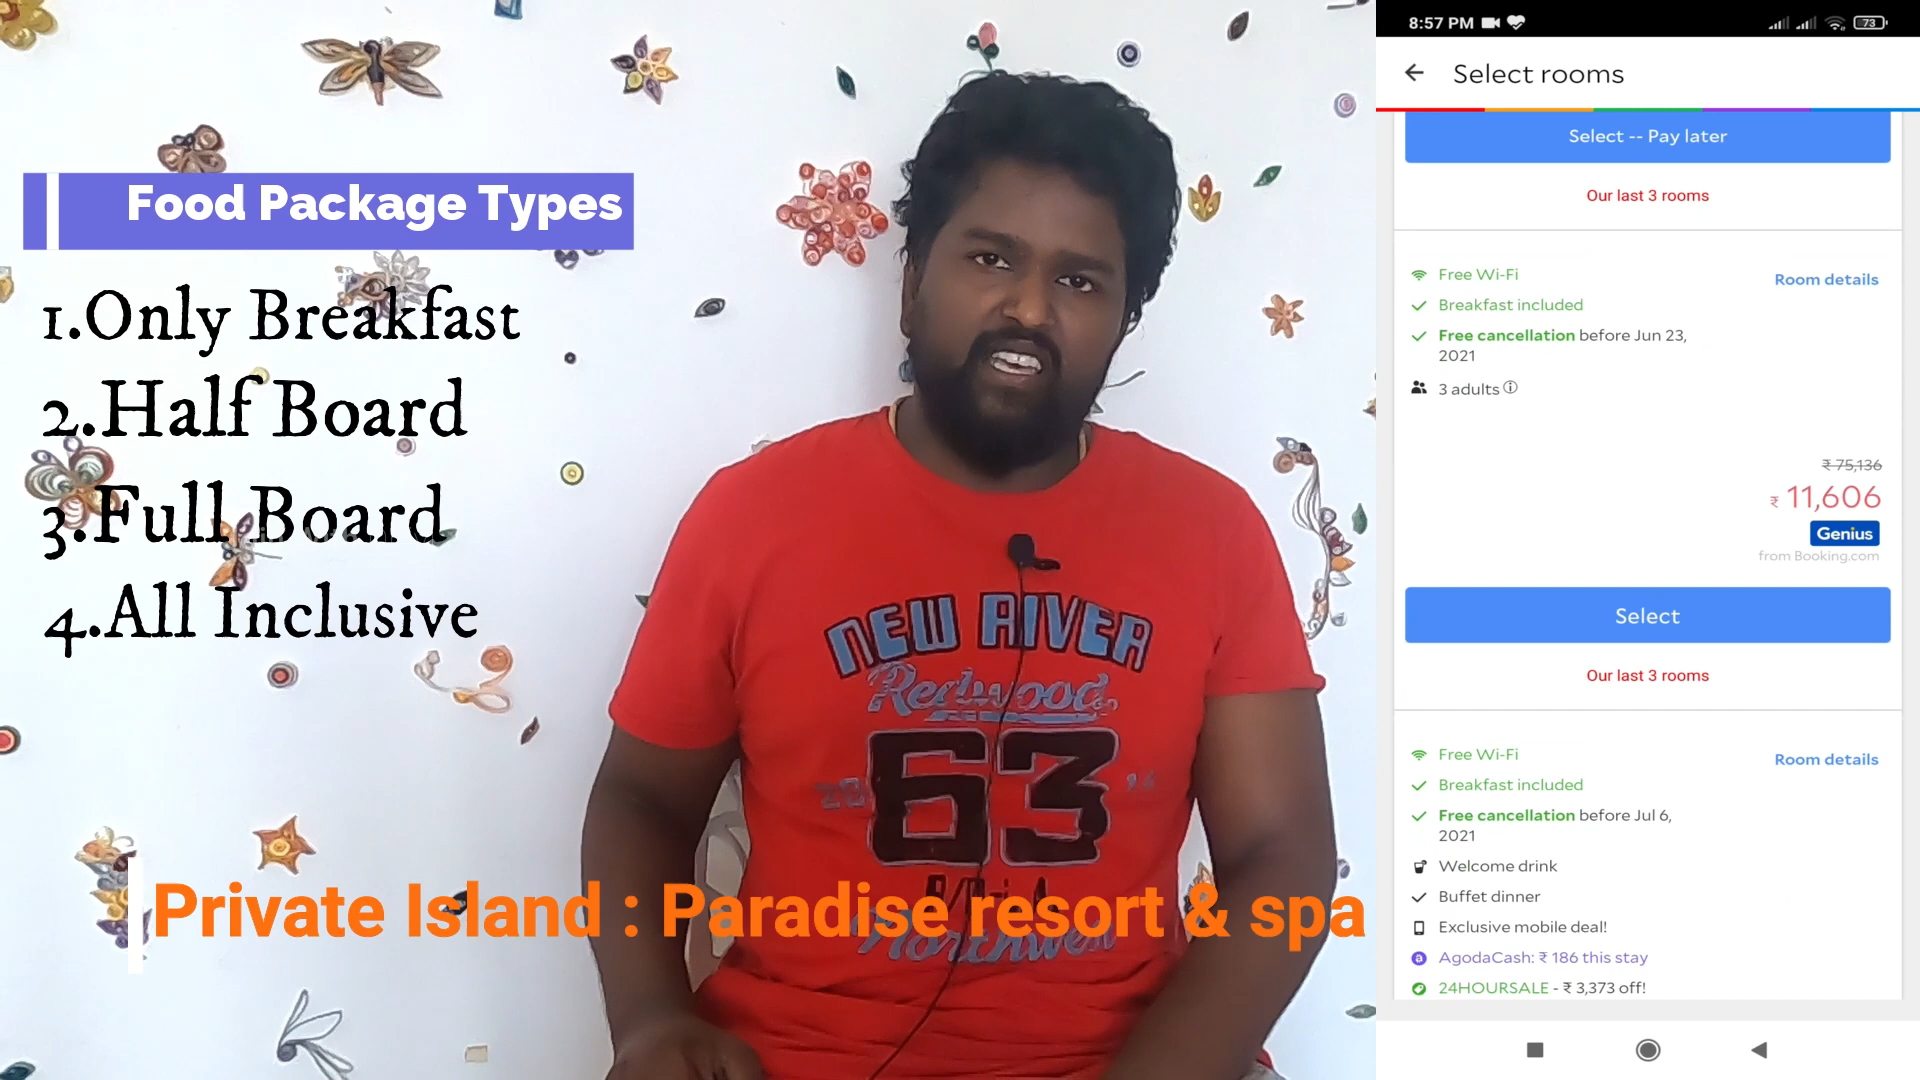 Food Package Types
1.Only Breakfast
2.Half Board
3.Full Board
4.All Inclusive
NEW RIVER
Redwood
63
Private Island : Paradise resort & spa
8:57 PM
73
Select rooms
Select -- Pay later
Our last 3 rooms
Free Wi-Fi
Room details
Breakfast included
Free cancellation before Jun 23,
2021
3 adults
₹ 75,136
₹ 11,606
Genius
from Booking.com
Select
Our last 3 rooms
Free Wi-Fi
Room details
Breakfast included
Free cancellation before Jul 6,
2021
Welcome drink
Buffet dinner
Exclusive mobile deal!
AgodaCash: ₹ 186 this stay
24HOURSALE - ₹ 3,373 off!